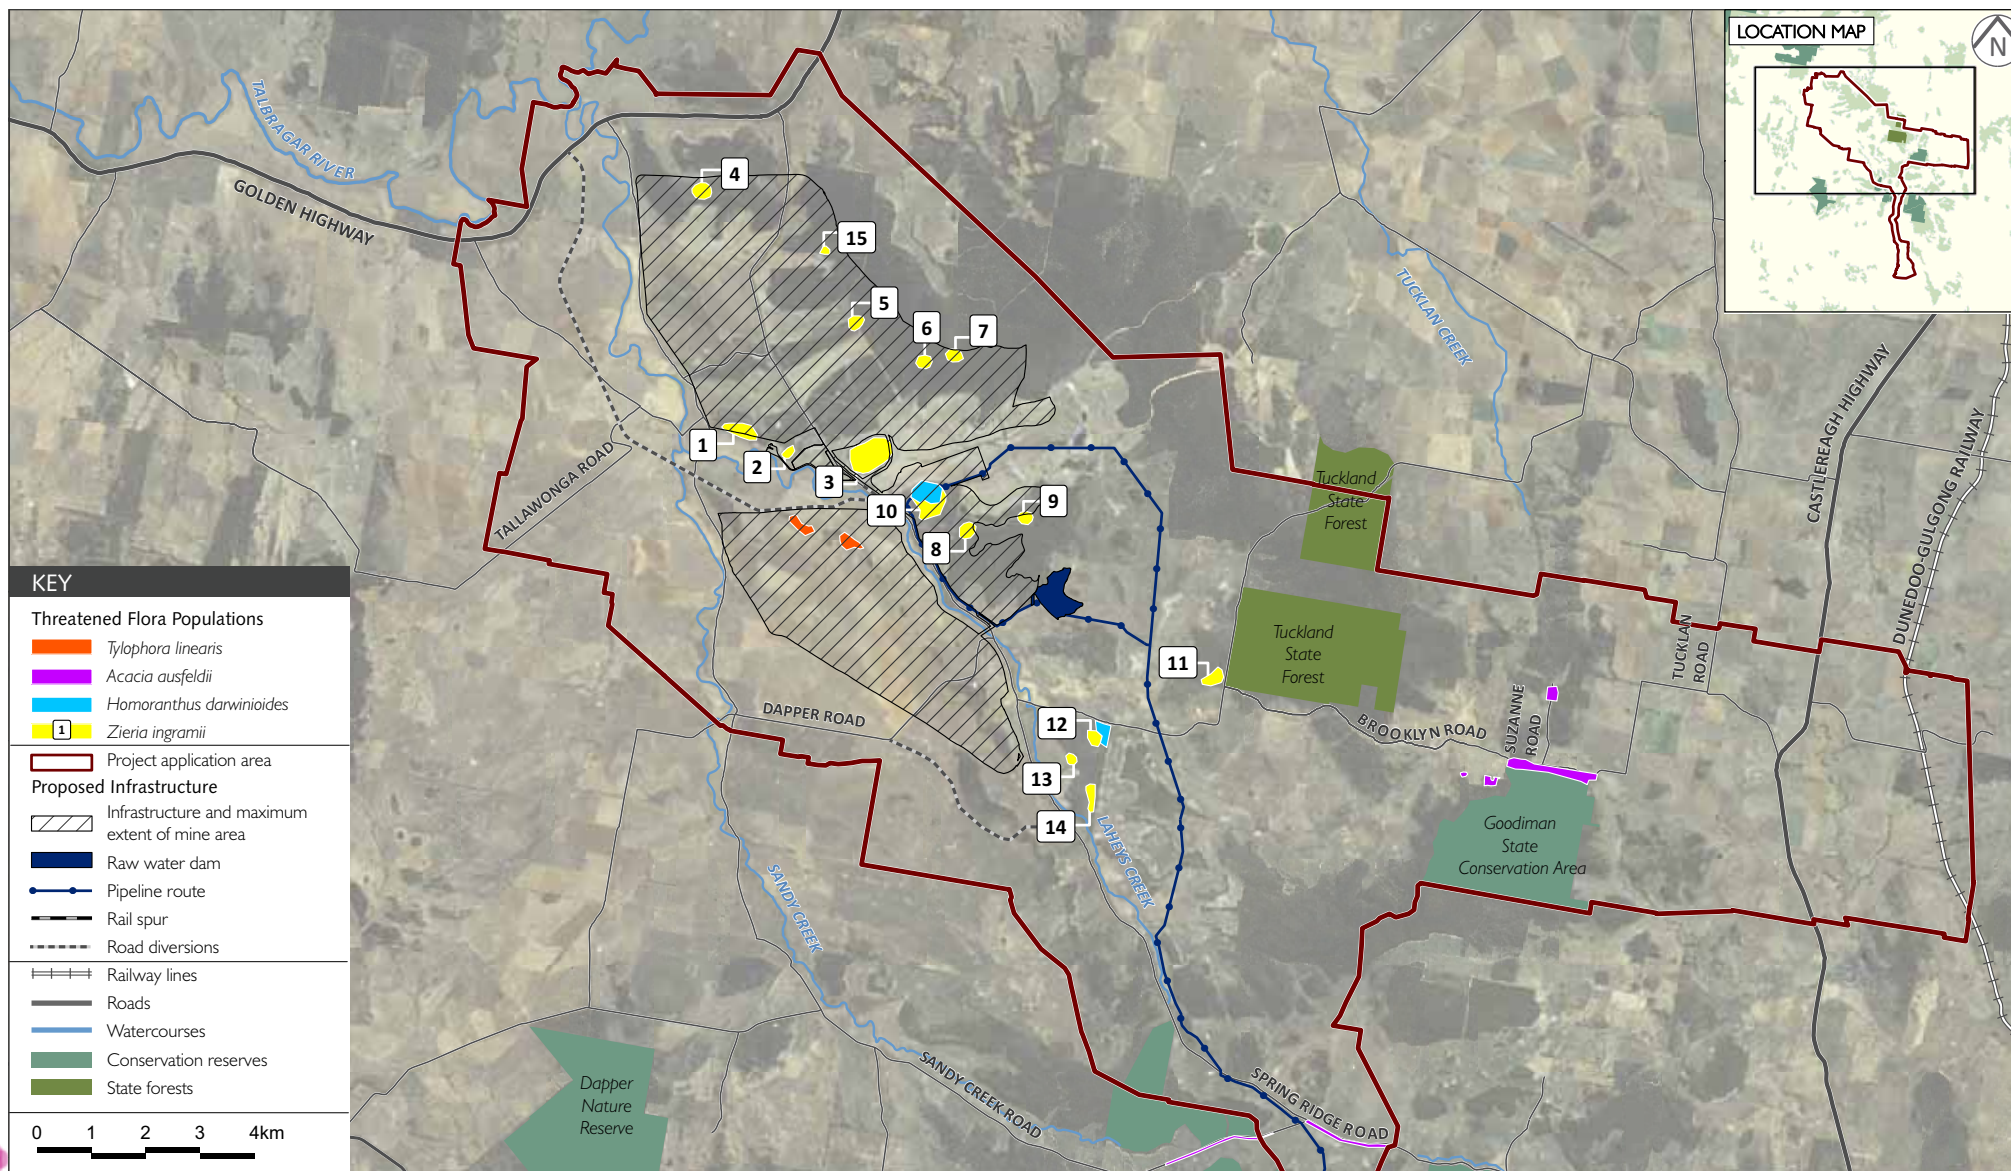 LOCATION MAP
N
TALBRAGAR RIVER
GOLDEN HIGHWAY
4
15
5
6
7
TUCKLAN CREEK
CASTLEREAGH HIGHWAY
DUNEDOO-GULGONG RAILWAY
1
2
3
10
9
8
TALLAWONGA ROAD
Tuckland
State
Forest
Tuckland
State
Forest
11
TUCKLAN
ROAD
SUZANNE
ROAD
BROOKLYN ROAD
DAPPER ROAD
12
13
14
LAHEYS CREEK
Goodiman
State
Conservation Area
SANDY CREEK
SANDY CREEK ROAD
SPRING RIDGE ROAD
Dapper
Nature
Reserve
KEY
Threatened Flora Populations
Tylophora linearis
Acacia ausfeldii
Homoranthus darwinioides
1 Zieria ingramii
Project application area
Proposed Infrastructure
Infrastructure and maximum
extent of mine area
Raw water dam
Pipeline route
Rail spur
Road diversions
Railway lines
Roads
Watercourses
Conservation reserves
State forests
0 1 2 3 4km